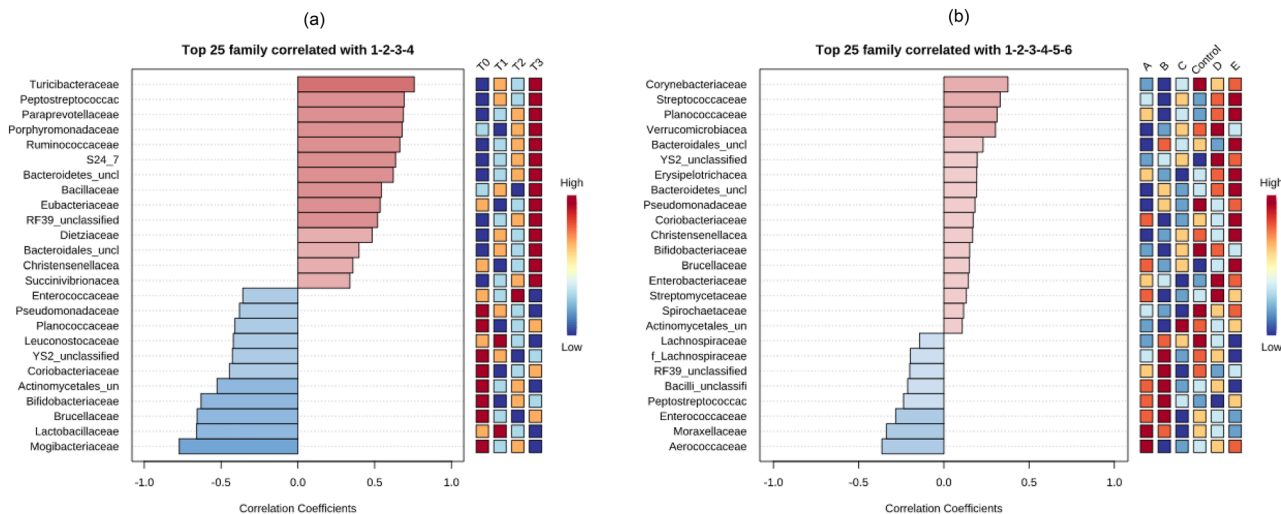 (a)
Top 25 family correlated with 1-2-3-4
T0 T1 T2 T3
Turicibacteraceae
Peptostreptococcac
Paraprevotellaceae
Porphyromonadaceae
Ruminococcaceae
S24_7
Bacteroidetes_uncl
Bacillaceae
Eubacteriaceae
RF39_unclassified
Dietziaceae
Bacteroidales_uncl
Christensenellacea
Succinivibrionacea
Enterococcaceae
Pseudomonadaceae
Planococcaceae
Leuconostocaceae
YS2_unclassified
Coriobacteriaceae
Actinomycetales_un
Bifidobacteriaceae
Brucellaceae
Lactobacillaceae
Mogibacteriaceae
-1.0 -0.5 0.0 0.5 1.0
Correlation Coefficients
High
Low
(b)
Top 25 family correlated with 1-2-3-4-5-6
A B C Control D E
Corynebacteriaceae
Streptococcaceae
Planococcaceae
Verrucomicrobiacea
Bacteroidales_uncl
YS2_unclassified
Erysipelotrichacea
Bacteroidetes_uncl
Pseudomonadaceae
Coriobacteriaceae
Christensenellacea
Bifidobacteriaceae
Brucellaceae
Enterobacteriaceae
Streptomycetaceae
Spirochaetaceae
Actinomycetales_un
Lachnospiraceae
f_Lachnospiraceae
RF39_unclassified
Bacilli_unclassifi
Peptostreptococcac
Enterococcaceae
Moraxellaceae
Aerococcaceae
-1.0 -0.5 0.0 0.5 1.0
Correlation Coefficients
High
Low